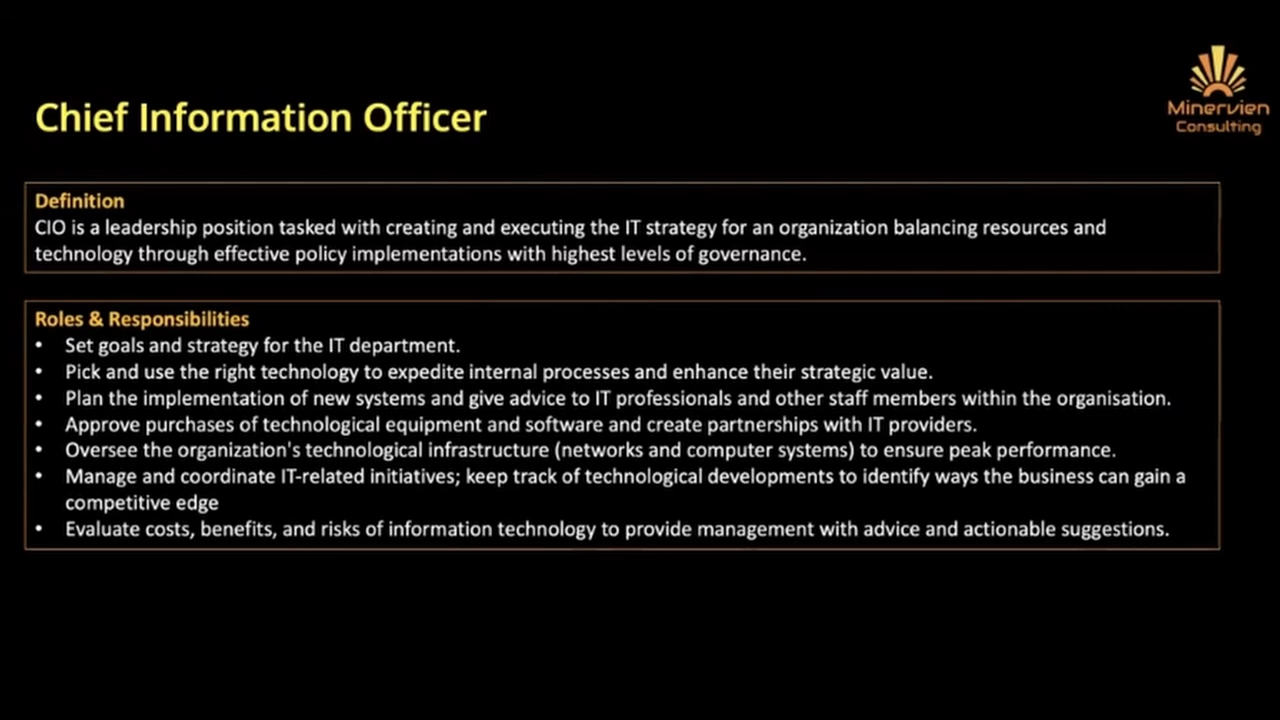 Minervien
Consulting
Chief Information Officer
Definition
CIO is a leadership position tasked with creating and executing the IT strategy for an organization balancing resources and
technology through effective policy implementations with highest levels of governance.
Roles & Responsibilities
• Set goals and strategy for the IT department.
• Pick and use the right technology to expedite internal processes and enhance their strategic value.
• Plan the implementation of new systems and give advice to IT professionals and other staff members within the organisation.
• Approve purchases of technological equipment and software and create partnerships with IT providers.
• Oversee the organization's technological infrastructure (networks and computer systems) to ensure peak performance.
• Manage and coordinate IT-related initiatives; keep track of technological developments to identify ways the business can gain a
competitive edge
• Evaluate costs, benefits, and risks of information technology to provide management with advice and actionable suggestions.